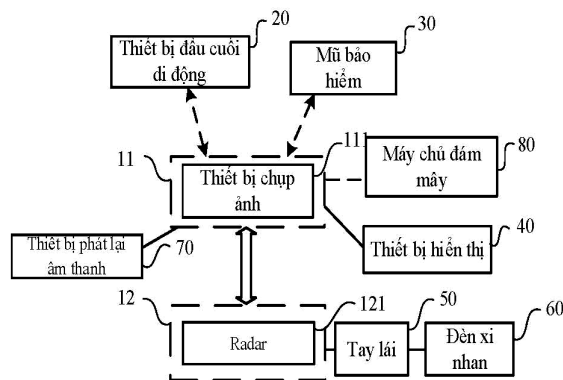 20
30
Thiết bị đầu cuối
di động
Mũ bảo
hiểm
11
111
80
Thiết bị chụp
ảnh
Máy chủ đám
mây
Thiết bị phát lại
âm thanh
70
40
Thiết bị hiển thị
12
121
50
60
Radar
Tay lái
Đèn xi
nhan